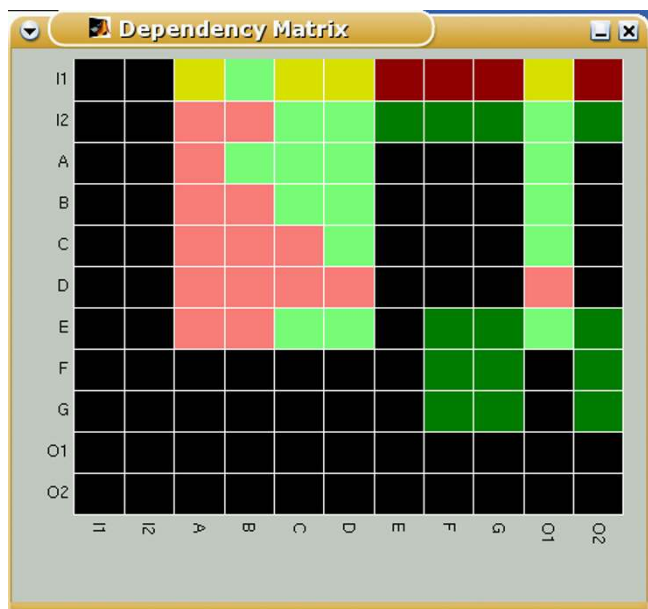 Dependency Matrix
I1
I2
A
B
C
D
E
F
G
O1
O2
I1 I2 A B C D E F G O1 O2